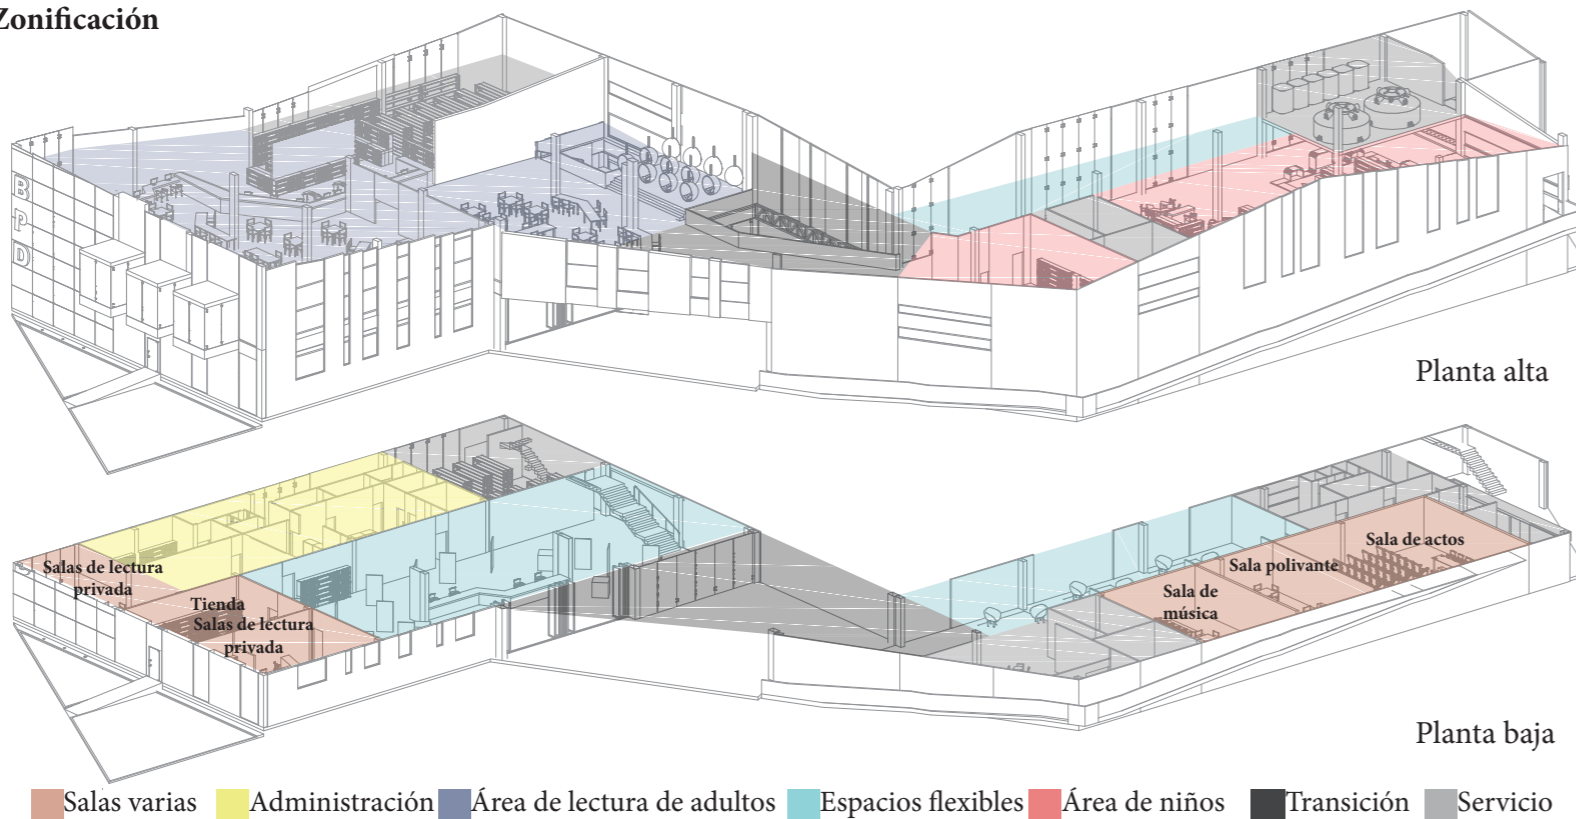 Zonificación
B
P
D
Planta alta
Salas de lectura
privada
Tienda
Salas de lectura
privada
Sala de actos
Sala polivante
Sala de
música
Planta baja
Salas varias Administración Área de lectura de adultos Espacios flexibles Área de niños Transición Servicio